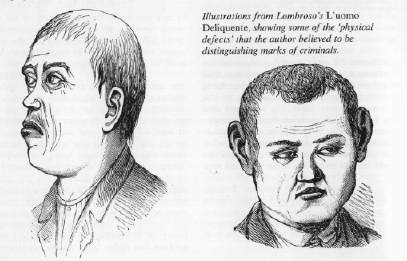 Illustrations from Lombroso's L'uomo
Deliquente, showing some of the 'physical
defects' that the author believed to be
distinguishing marks of criminals.